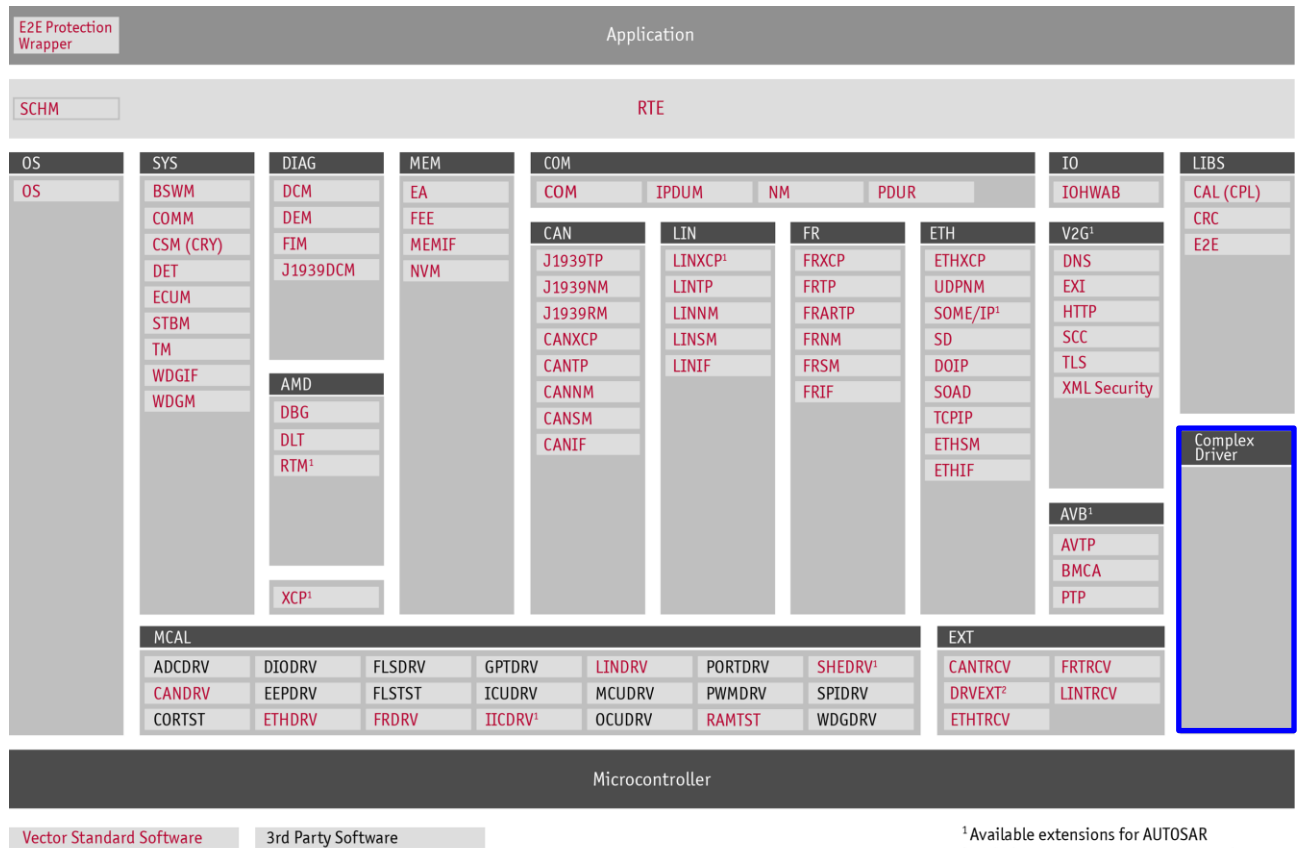 E2E Protection
Wrapper
Application
SCHM
RTE
OS
OS
SYS
BSWM
COMM
CSM (CRY)
DET
ECUM
STBM
TM
WDGIF
WDGM
DIAG
DCM
DEM
FIM
J1939DCM
AMD
DBG
DLT
RTM¹
XCP¹
MEM
EA
FEE
MEMIF
NVM
COM
COM
IPDUM
NM
PDUR
CAN
J1939TP
J1939NM
J1939RM
CANXCP
CANTP
CANNM
CANSM
CANIF
LIN
LINXCP¹
LINTP
LINNM
LINSM
LINIF
FR
FRXCP
FRTP
FRARTP
FRNM
FRSM
FRIF
ETH
ETHXCP
UDPNM
SOME/IP¹
SD
DOIP
SOAD
TCPIP
ETHSM
ETHIF
IO
IOHWAB
V2G¹
DNS
EXI
HTTP
SCC
TLS
XML Security
AVB¹
AVTP
BMCA
PTP
LIBS
CAL (CPL)
CRC
E2E
Complex
Driver
MCAL
ADCDRV DIODRV FLSDRV GPTDRV LINDRV PORTDRV SHEDRV¹
CANDRV EEPDRV FLSTST ICUDRV MCUDRV PWMDRV SPIDRV
CORTST ETHDRV FRDRV IICDRV¹ OCUDRV RAMTST WDGDRV
EXT
CANTRCV FRTRCV
DRVEXT² LINTRCV
ETHTRCV
Microcontroller
Vector Standard Software
3rd Party Software
¹ Available extensions for AUTOSAR